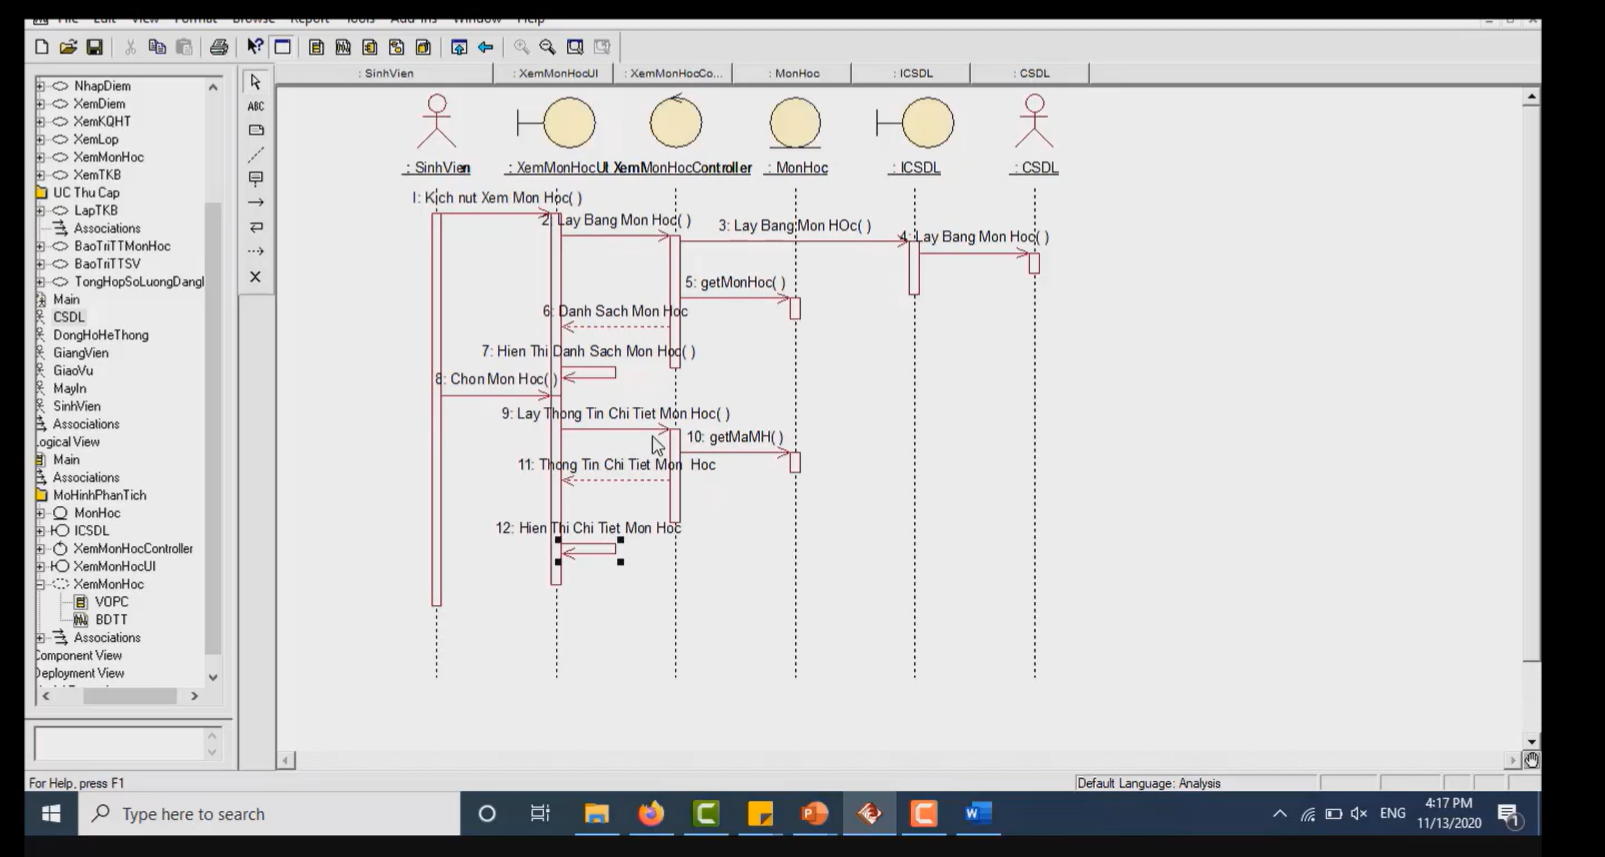 File Edit View Format Browse Report Tools Add-Ins Window Help
: SinhVien : XemMonHocUI : XemMonHocCo... : MonHoc : ICSDL : CSDL
NhapDiem
XemDiem
XemKQHT
XemLop
XemMonHoc
XemTKB
UC Thu Cap
LapTKB
Associations
BaoTriTTMonHoc
BaoTriTTSV
TongHopSoLuongDangl
Main
CSDL
DongHoHeThong
GiangVien
GiaoVu
MayIn
SinhVien
Associations
Logical View
Main
Associations
MoHinhPhanTich
MonHoc
ICSDL
XemMonHocController
XemMonHocUI
XemMonHoc
VOPC
BDTT
Associations
Component View
Deployment View
ABC
: SinhVien : XemMonHocUI XemMonHocController : MonHoc : ICSDL : CSDL
1: Kich nut Xem Mon Hoc( )
2: Lay Bang Mon Hoc( )
3: Lay Bang Mon HOc( )
4: Lay Bang Mon Hoc( )
5: getMonHoc( )
6: Danh Sach Mon Hoc
7: Hien Thi Danh Sach Mon Hoc( )
8: Chon Mon Hoc( )
9: Lay Thong Tin Chi Tiet Mon Hoc( )
10: getMaMH( )
11: Thong Tin Chi Tiet Mon Hoc
12: Hien Thi Chi Tiet Mon Hoc
For Help, press F1
Default Language: Analysis
Type here to search
ENG
4:17 PM
11/13/2020
1